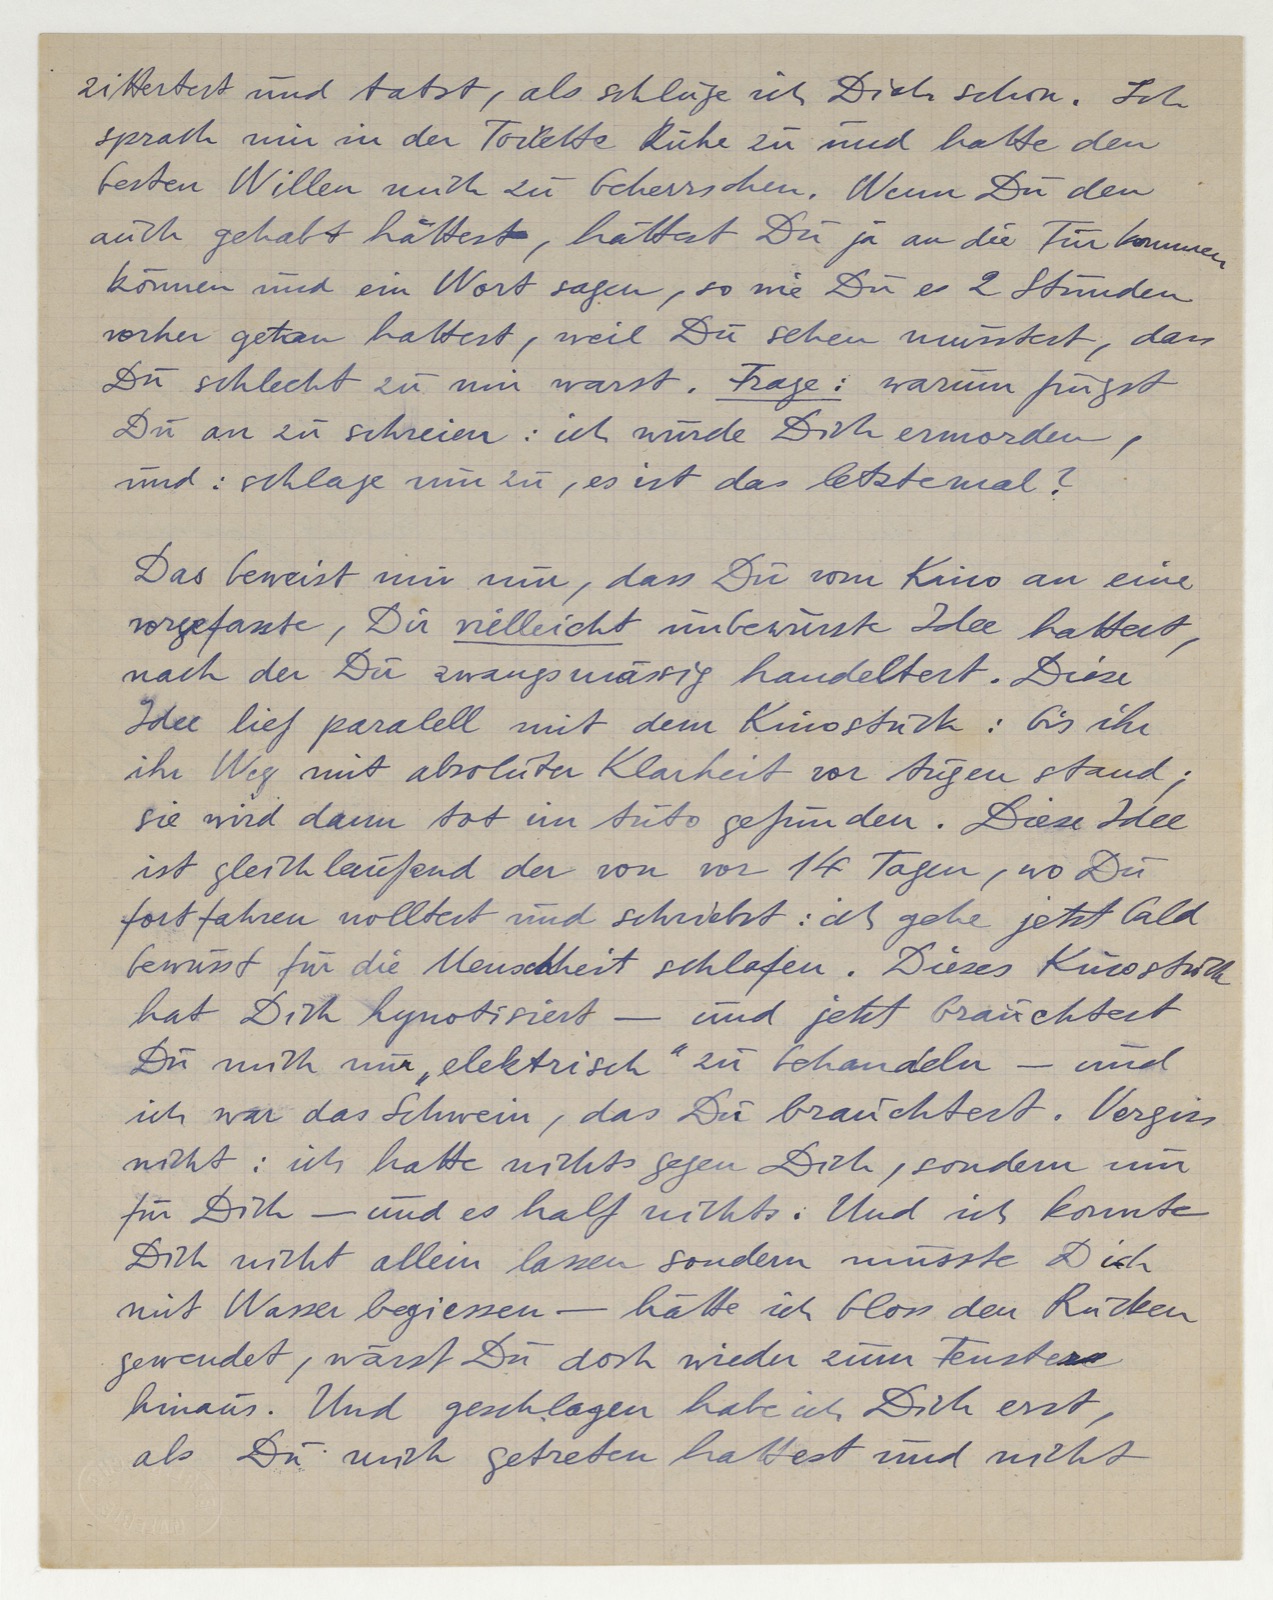 zittertest und tatst, als schlüge ich Dich schon. Ich
sprach mir in der Toilette Ruhe zu und hatte den
besten Willen mich zu beherrschen. Wenn Du den
auch gehabt hättest, hättest Du ja an die Tür kommen
können und ein Wort sagen, so wie Du es 2 Stunden
vorher getan hattest, weil Du sehen musstest, dass
Du schlecht zu mir warst. Frage: warum fingst
Du an zu schreien: ich würde Dich ermorden,
und: schlage nur zu, es ist das letztemal?
Das beweist mir nur, dass Du vom Kino an eine
vorgefasste, Dir vielleicht unbewusste Idee hattest,
nach der Du zwangsmässig handeltest. Diese
Idee lief paralell mit dem Kinostück: bis ihr
ihr Weg mit absoluter Klarheit vor Augen stand;
sie wird dann tot im Auto gefunden. Diese Idee
ist gleichlaufend der von vor 14 Tagen, wo Du
fortfahren wolltest und schriebst: ich gehe jetzt bald
bewusst für die Menschheit schlafen. Dieses Kinostück
hat Dich hypnotisiert — und jetzt brauchtest
Du mich nur „elektrisch“ zu behandeln — und
ich war das Schwein, das Du brauchtest. Vergiss
nicht: ich hatte nichts gegen Dich, sondern nur
für Dich — und es half nichts. Und ich konnte
Dich nicht allein lassen sondern musste Dich
mit Wasser begiessen — hätte ich bloss den Rücken
gewendet, wärst Du doch wieder zum Fenster
hinaus. Und geschlagen habe ich Dich erst,
als Du mich getreten hattest und nicht